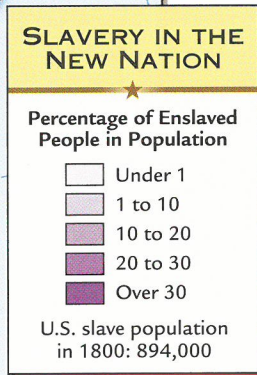 SLAVERY IN THE
NEW NATION
Percentage of Enslaved
People in Population
Under 1
1 to 10
10 to 20
20 to 30
Over 30
U.S. slave population
in 1800: 894,000